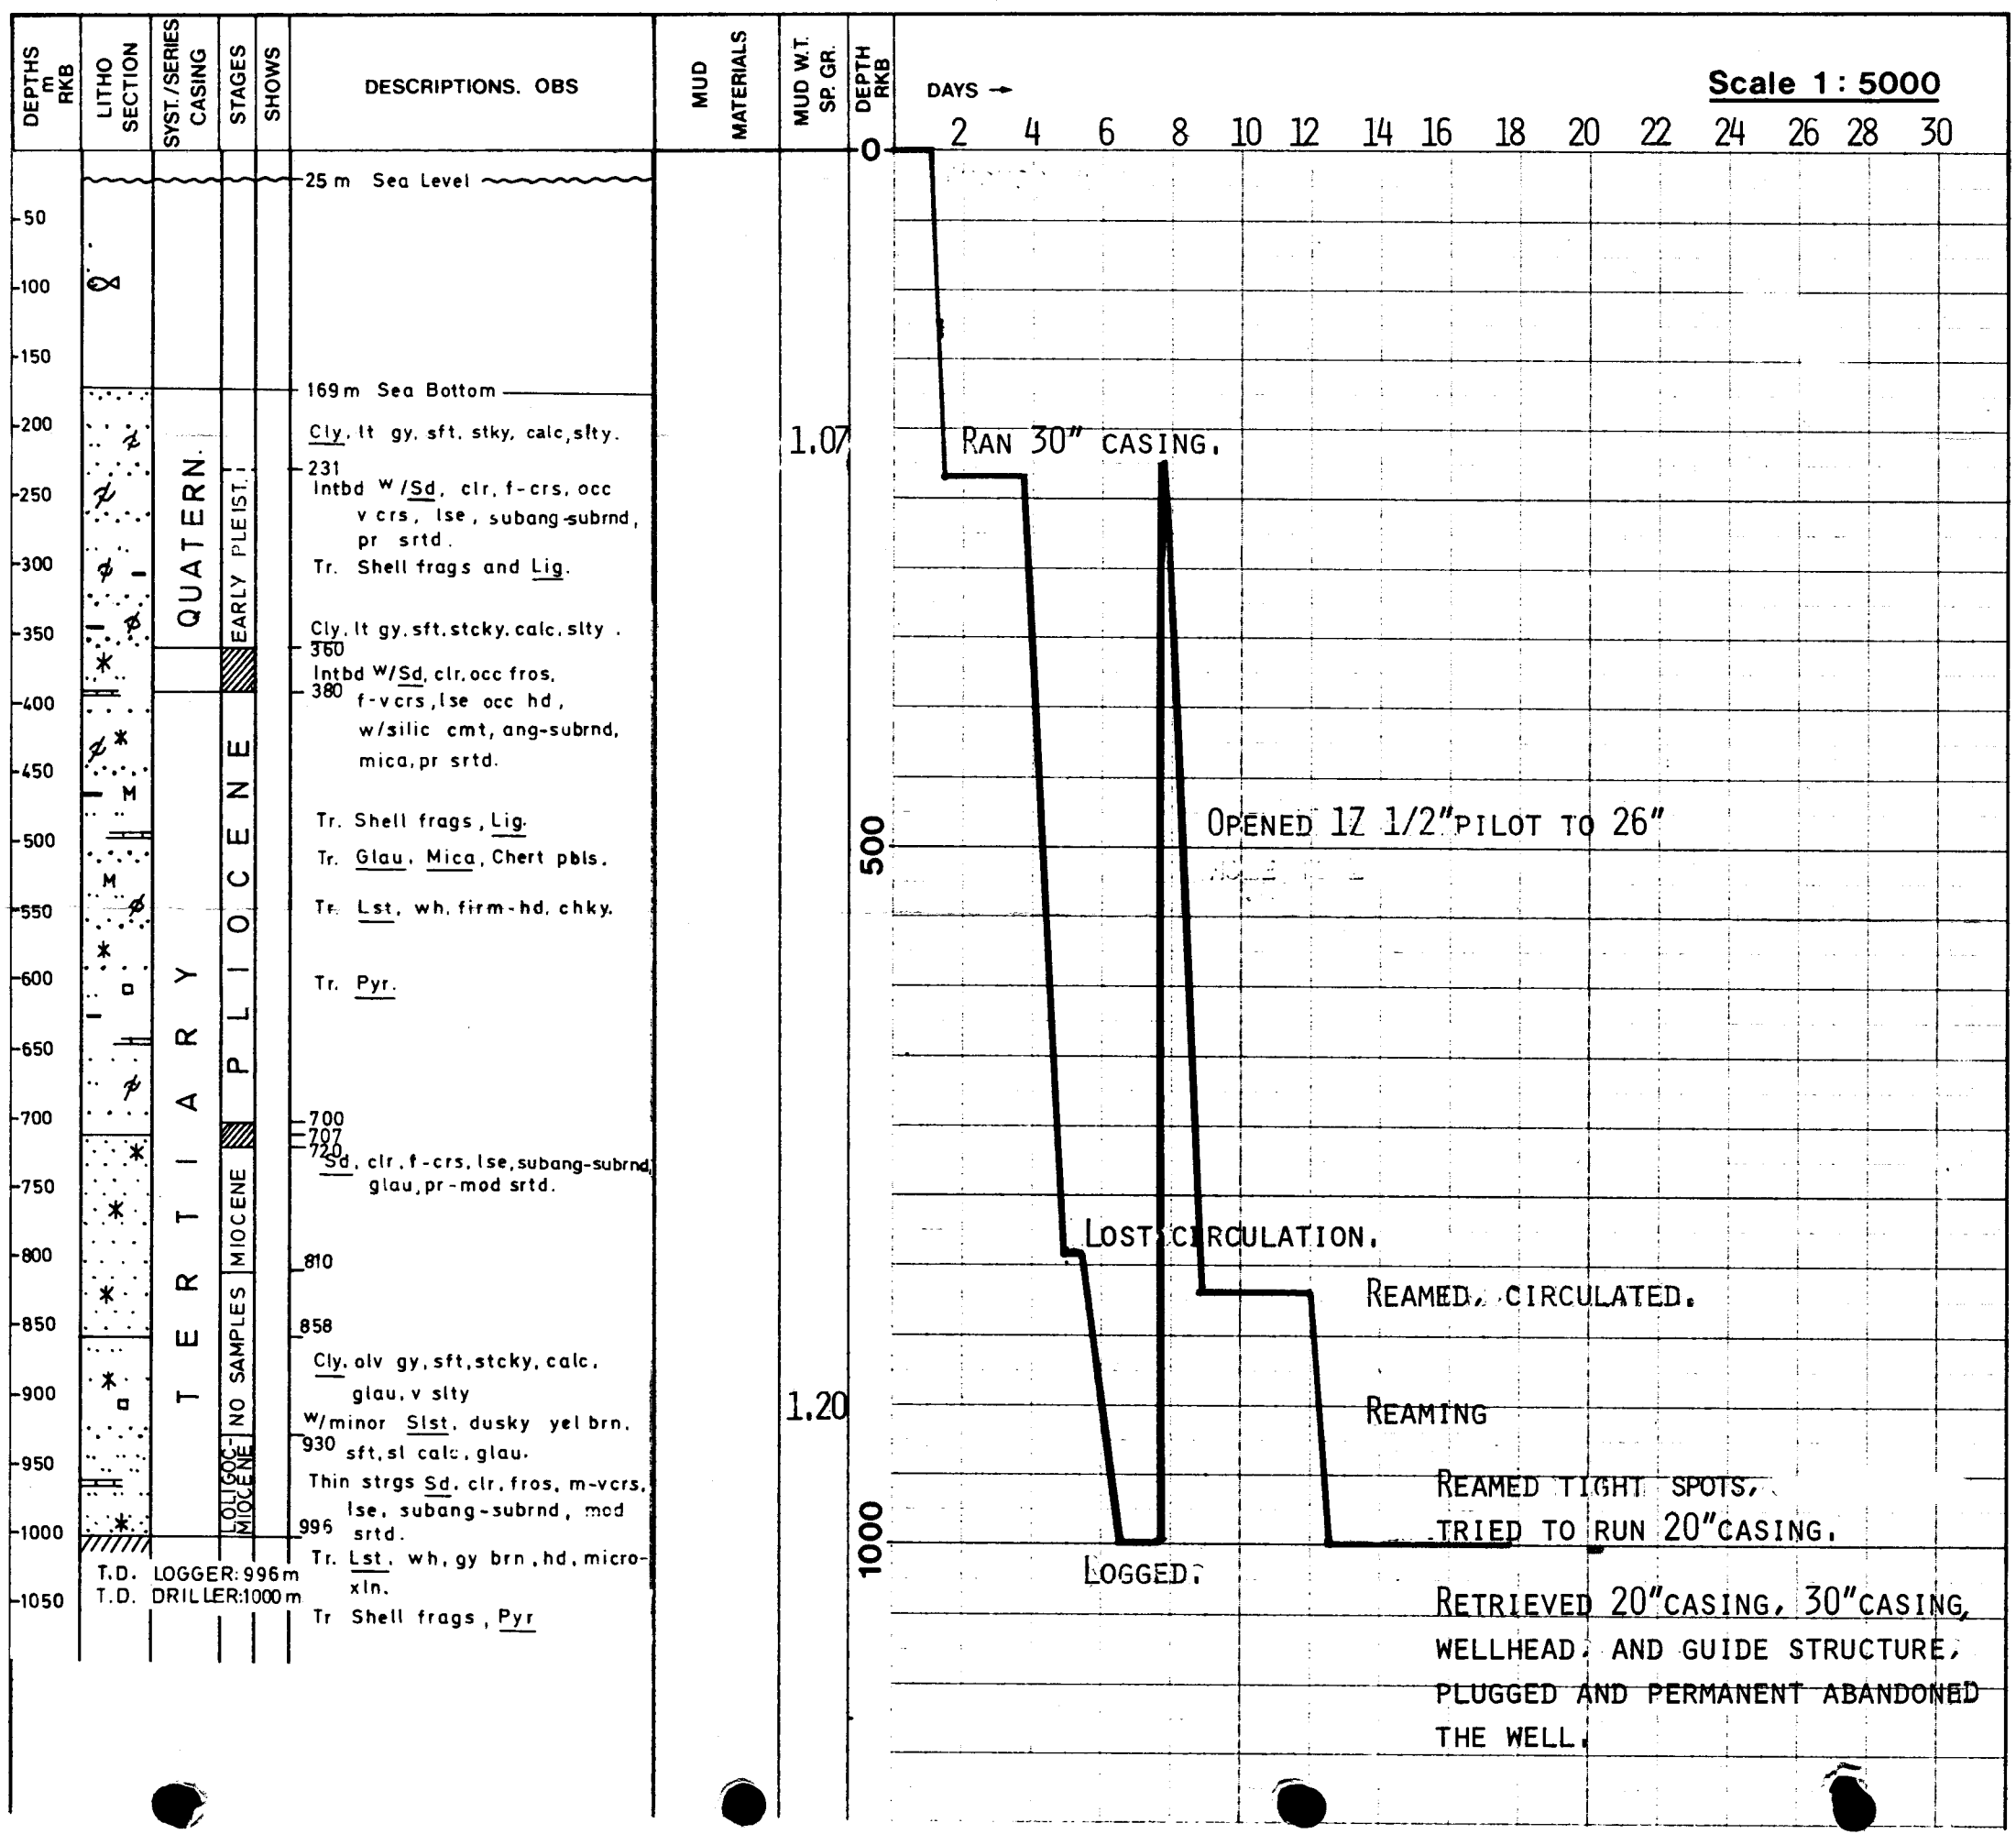 DEPTHS m RKB
LITHO SECTION
SYST./SERIES CASING
STAGES
SHOWS
DESCRIPTIONS. OBS
MUD MATERIALS
MUD W.T. SP. GR.
DEPTH RKB
DAYS →
Scale 1 : 5000
2 4 6 8 10 12 14 16 18 20 22 24 26 28 30
0
25 m Sea Level
50
100
150
169 m Sea Bottom
200
Cly, lt gy, sft, stky, calc, slty.
1.07
RAN 30" CASING.
231
250
Intbd w/Sd, clr, f-crs, occ
v crs, lse, subang-subrnd,
pr srtd.
QUATERN.
EARLY PLEIST.
300
Tr. Shell frags and Lig.
350
Cly, lt gy, sft, stcky, calc, slty.
360
Intbd W/Sd, clr, occ fros,
380
f-vcrs, lse occ hd,
400
w/silic cmt, ang-subrnd,
mica, pr srtd.
450
M
TERTIARY
PLIOCENE
Tr. Shell frags, Lig.
OPENED 17 1/2" PILOT TO 26"
500
500
Tr. Glau, Mica, Chert pbls.
M
550
Tr. Lst, wh, firm-hd, chky.
600
Tr. Pyr.
650
700
700
707
720
Sd, clr, f-crs, lse, subang-subrnd,
glau, pr-mod srtd.
750
MIOCENE
800
LOST CIRCULATION.
810
REAMED, CIRCULATED.
850
858
NO SAMPLES
Cly, olv gy, sft, stcky, calc,
glau, v slty
900
1.20
REAMING
W/minor Slst, dusky yel brn,
930
sft, sl calc, glau.
950
L OLIGOC-MIOCENE
Thin strgs Sd, clr, fros, m-vcrs,
lse, subang-subrnd, mod
srtd.
REAMED TIGHT SPOTS,
TRIED TO RUN 20" CASING.
996
1000
1000
Tr. Lst, wh, gy brn, hd, micro-
xln.
LOGGED.
T.D. LOGGER: 996 m
T.D. DRILLER: 1000 m
1050
Tr Shell frags, Pyr
RETRIEVED 20" CASING, 30" CASING,
WELLHEAD, AND GUIDE STRUCTURE,
PLUGGED AND PERMANENT ABANDONED
THE WELL.